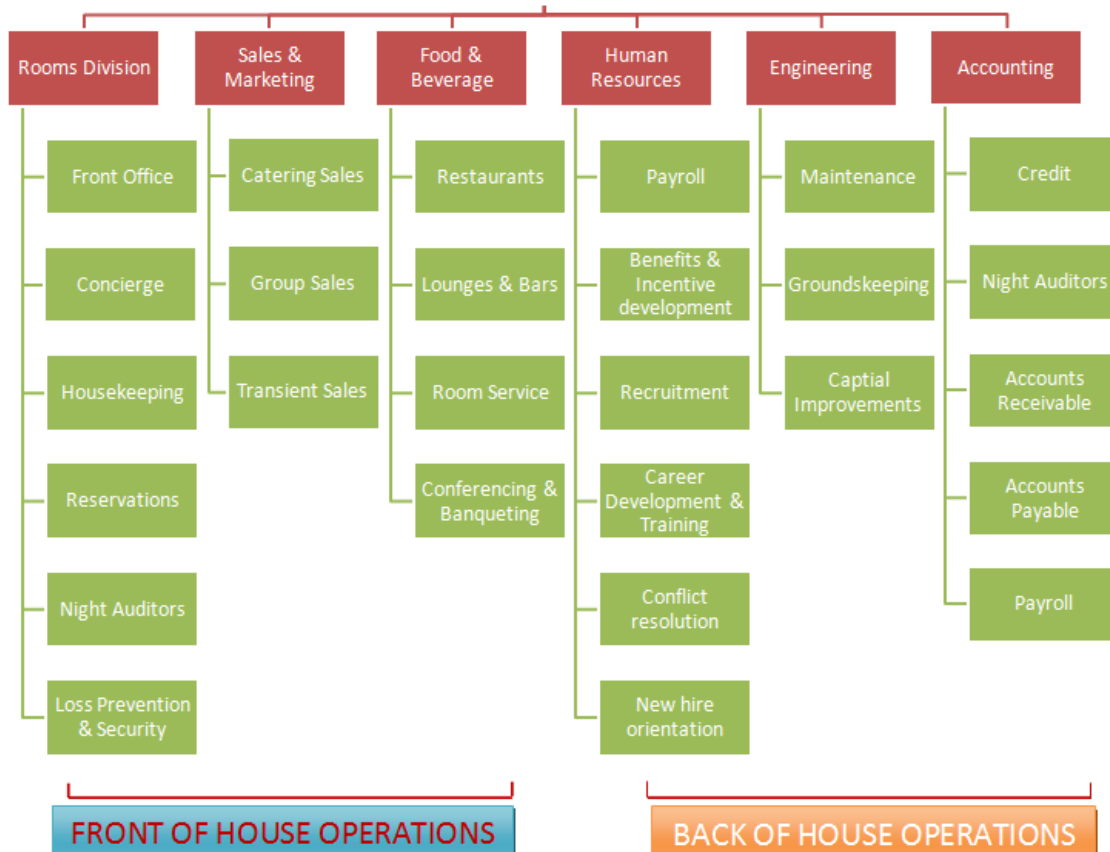 Rooms Division
Sales &
Marketing
Food &
Beverage
Human
Resources
Engineering
Accounting
Front Office
Concierge
Housekeeping
Reservations
Night Auditors
Loss Prevention
& Security
Catering Sales
Group Sales
Transient Sales
Restaurants
Lounges & Bars
Room Service
Conferencing &
Banqueting
Payroll
Benefits &
Incentive
development
Recruitment
Career
Development &
Training
Conflict
resolution
New hire
orientation
Maintenance
Groundskeeping
Captial
Improvements
Credit
Night Auditors
Accounts
Receivable
Accounts
Payable
Payroll
FRONT OF HOUSE OPERATIONS
BACK OF HOUSE OPERATIONS